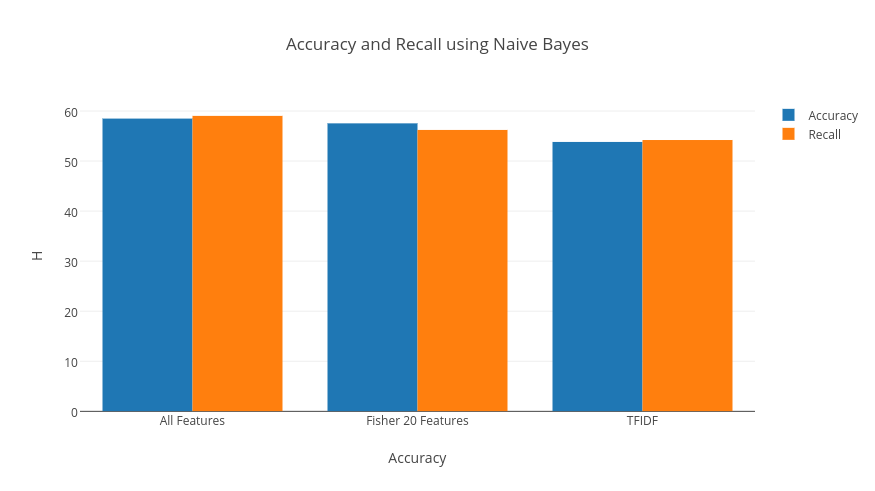 Accuracy and Recall using Naive Bayes
60
50
40
30
20
10
0
H
All Features
Fisher 20 Features
TFIDF
Accuracy
Accuracy
Recall